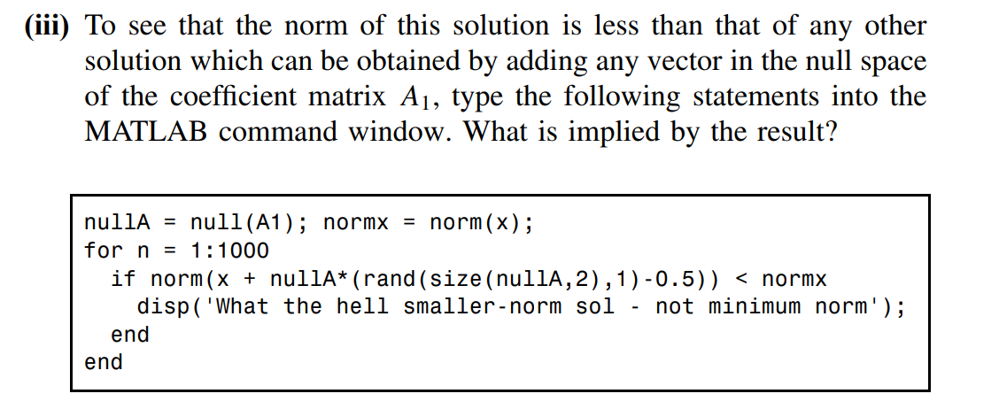 (iii) To see that the norm of this solution is less than that of any other
solution which can be obtained by adding any vector in the null space
of the coefficient matrix A₁, type the following statements into the
MATLAB command window. What is implied by the result?
nullA = null(A1); normx = norm(x);
for n = 1:1000
if norm(x + nullA*(rand(size(nullA,2),1)-0.5)) < normx
disp('What the hell smaller-norm sol - not minimum norm');
end
end